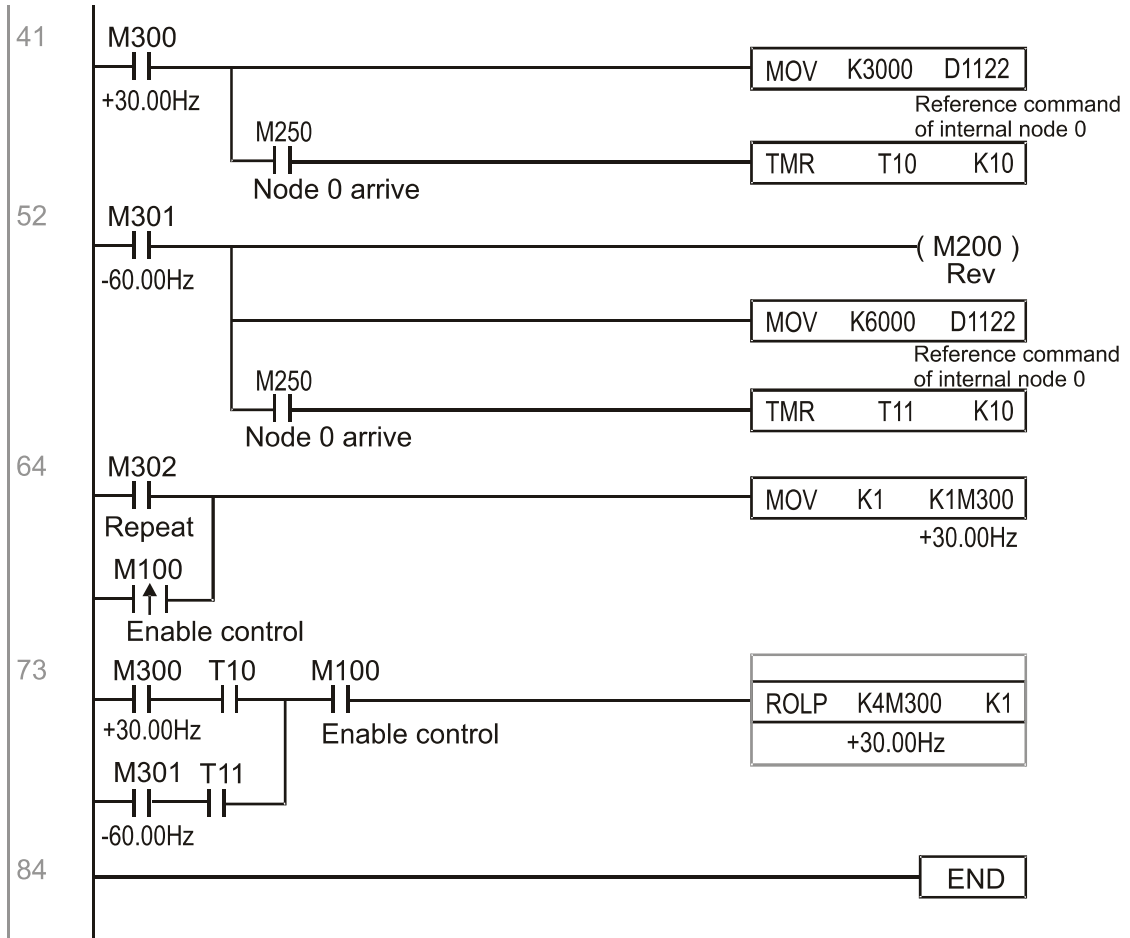 41
M300
+30.00Hz
MOV K3000 D1122
Reference command
of internal node 0
M250
Node 0 arrive
TMR T10 K10
52
M301
-60.00Hz
( M200 )
Rev
MOV K6000 D1122
Reference command
of internal node 0
M250
Node 0 arrive
TMR T11 K10
64
M302
Repeat
MOV K1 K1M300
+30.00Hz
M100
Enable control
73
M300 T10 M100
+30.00Hz
Enable control
ROLP K4M300 K1
+30.00Hz
M301 T11
-60.00Hz
84
END